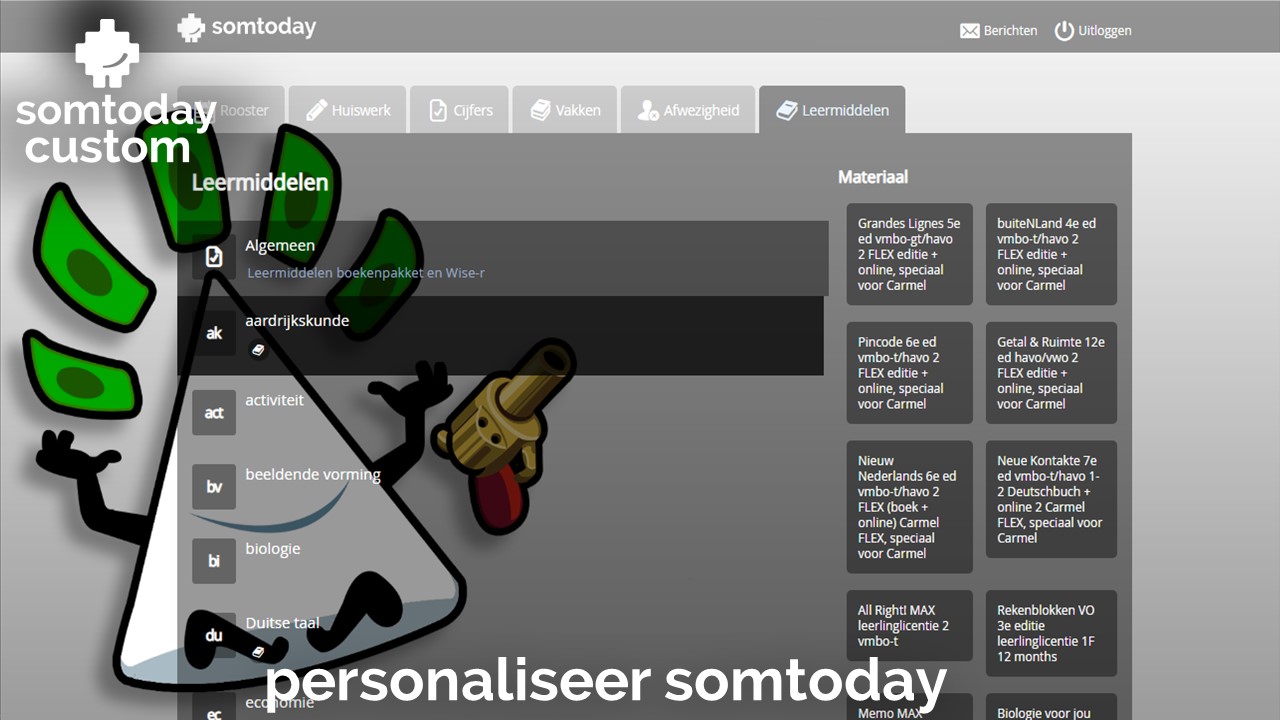 somtoday
Berichten
Uitloggen
somtoday
custom
Rooster
Huiswerk
Cijfers
Vakken
Afwezigheid
Leermiddelen
Leermiddelen
Algemeen
Leermiddelen boekenpakket en Wise-r
ak
aardrijkskunde
act
activiteit
bv
beeldende vorming
bi
biologie
du
Duitse taal
ec
economie
Materiaal
Grandes Lignes 5e
ed vmbo-gt/havo
2 FLEX editie +
online, speciaal
voor Carmel
buiteNLand 4e ed
vmbo-t/havo 2
FLEX editie +
online, speciaal
voor Carmel
Pincode 6e ed
vmbo-t/havo 2
FLEX editie +
online, speciaal
voor Carmel
Getal & Ruimte 12e
ed havo/vwo 2
FLEX editie +
online, speciaal
voor Carmel
Nieuw
Nederlands 6e ed
vmbo-t/havo 2
FLEX (boek +
online) Carmel
FLEX, speciaal
voor Carmel
Neue Kontakte 7e
ed vmbo-t/havo 1-
2 Deutschbuch +
online 2 Carmel
FLEX, speciaal voor
Carmel
All Right! MAX
leerlinglicentie 2
vmbo-t
Rekenblokken VO
3e editie
leerlinglicentie 1F
12 months
Memo MAX
Biologie voor jou
personaliseer somtoday